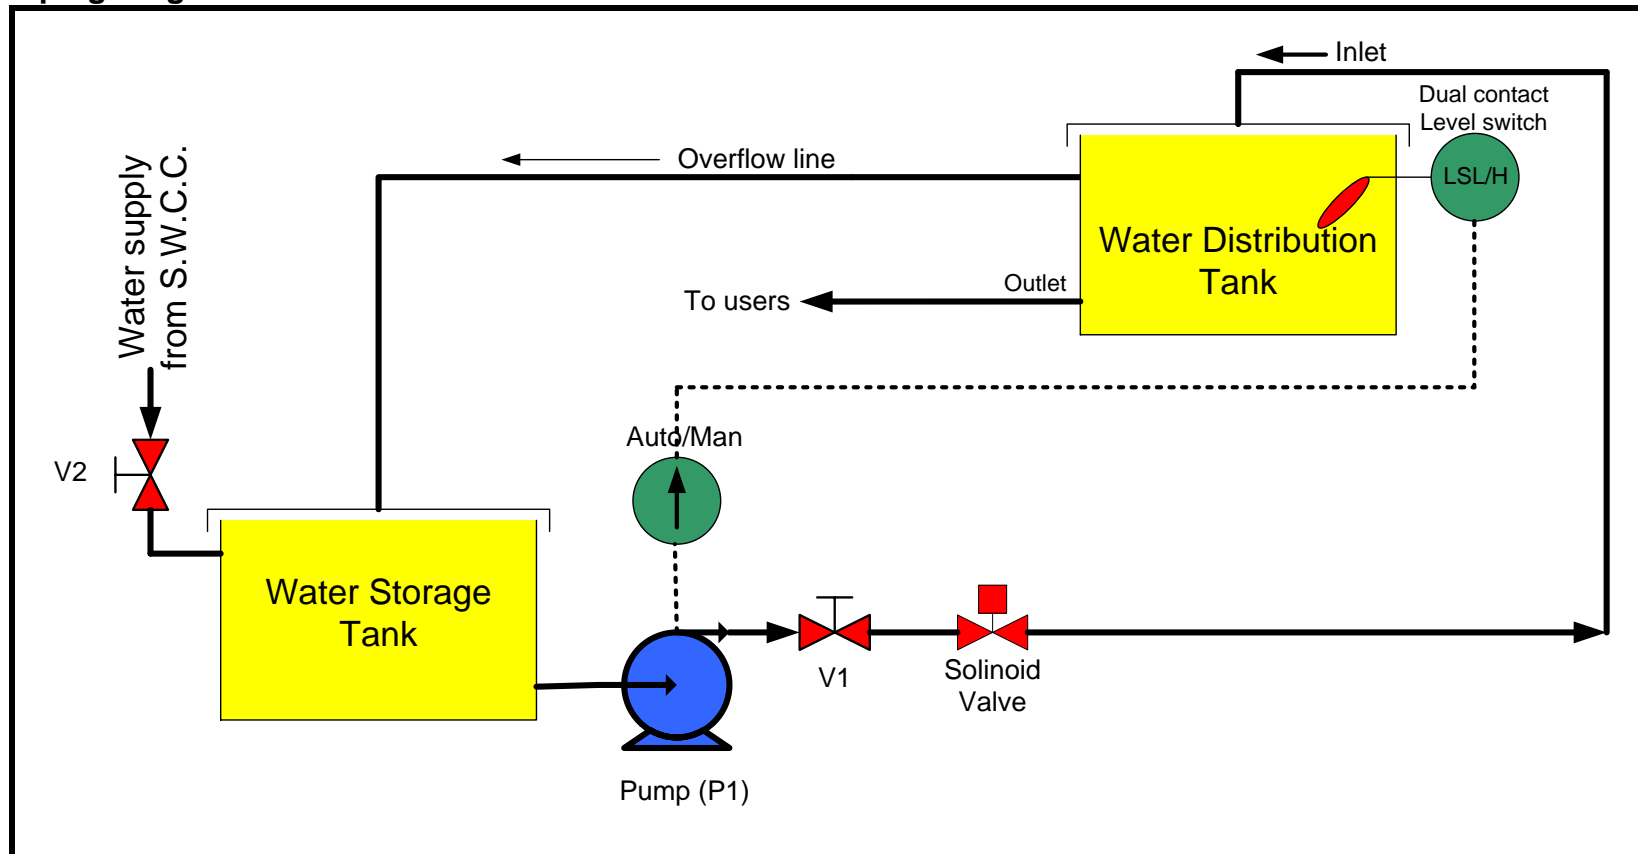 Inlet
Dual contact
Level switch
LSL/H
Overflow line
Water supply
from S.W.C.C.
Water Distribution
Tank
Outlet
To users
Auto/Man
V2
Water Storage
Tank
V1
Solinoid
Valve
Pump (P1)